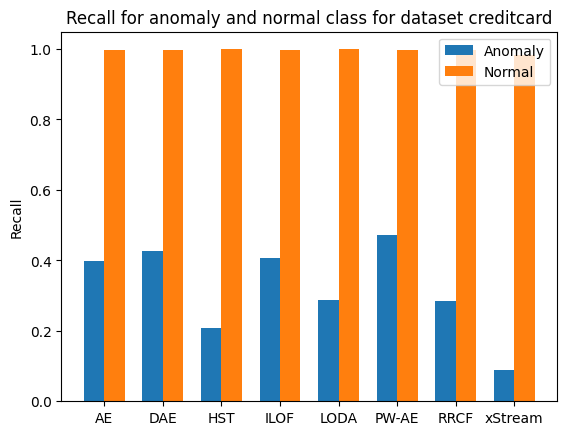 Recall for anomaly and normal class for dataset creditcard
Anomaly
Normal
Recall
1.0
0.8
0.6
0.4
0.2
0.0
AE DAE HST ILOF LODA PW-AE RRCF xStream